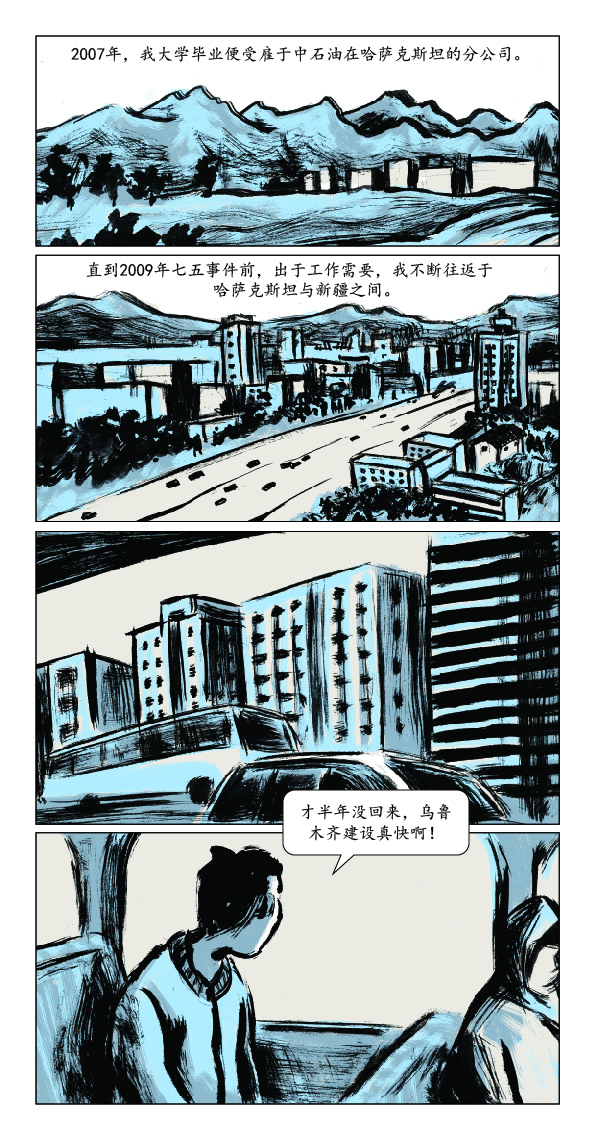 2007年，我大学毕业便受雇于中石油在哈萨克斯坦的分公司。
直到2009年七五事件前，出于工作需要，我不断往返于
哈萨克斯坦与新疆之间。
才半年没回来，乌鲁
木齐建设真快啊！